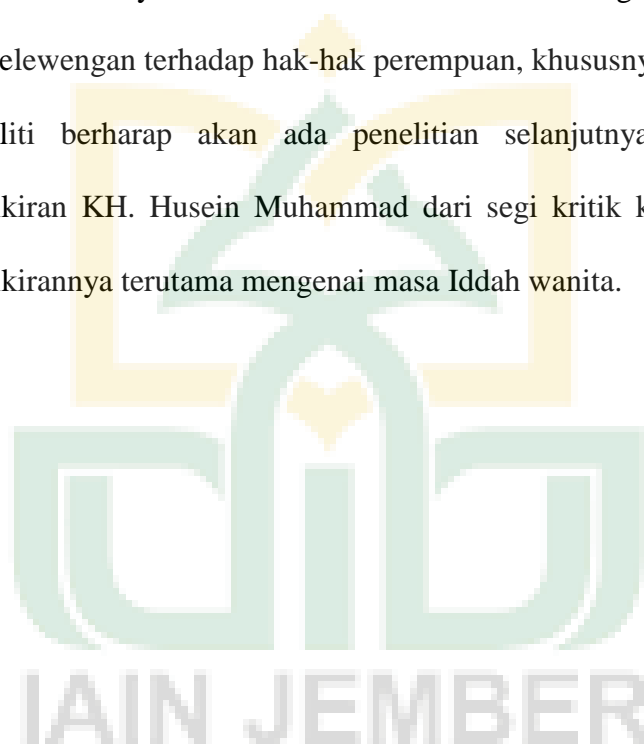 elewengan terhadap hak-hak perempuan, khususny
liti berharap akan ada penelitian selanjutnya
kiran KH. Husein Muhammad dari segi kritik k
kirannya terutama mengenai masa Iddah wanita.
IAIN JEMBER